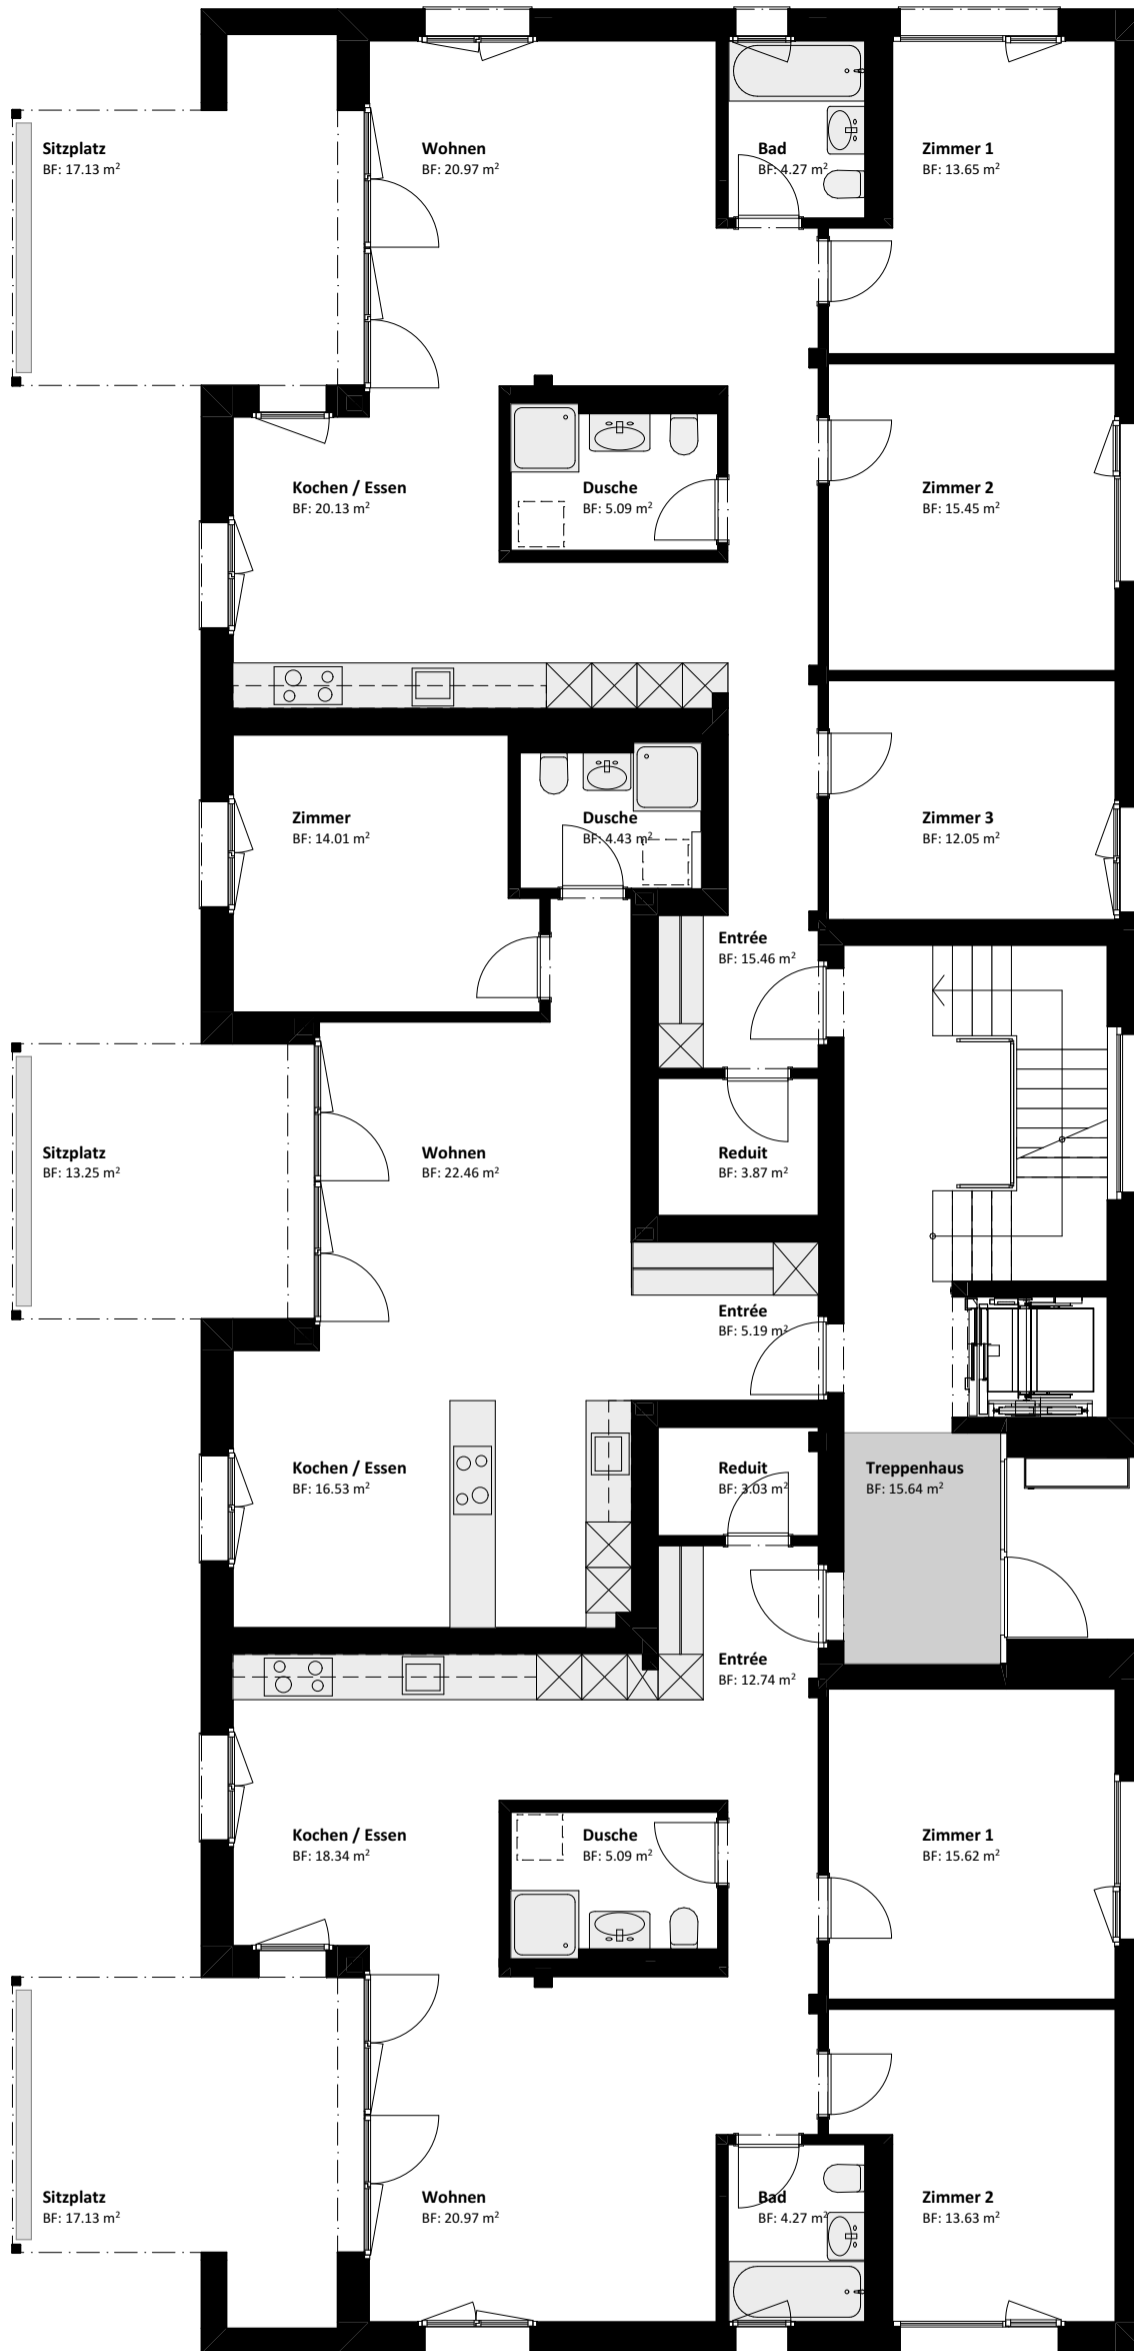 Sitzplatz
BF: 17.13 m²
Wohnen
BF: 20.97 m²
Bad
BF: 4.27 m²
Zimmer 1
BF: 13.65 m²
Kochen / Essen
BF: 20.13 m²
Dusche
BF: 5.09 m²
Zimmer 2
BF: 15.45 m²
Zimmer
BF: 14.01 m²
Dusche
BF: 4.43 m²
Zimmer 3
BF: 12.05 m²
Entrée
BF: 15.46 m²
Sitzplatz
BF: 13.25 m²
Wohnen
BF: 22.46 m²
Reduit
BF: 3.87 m²
Entrée
BF: 5.19 m²
Kochen / Essen
BF: 16.53 m²
Reduit
BF: 3.03 m²
Treppenhaus
BF: 15.64 m²
Entrée
BF: 12.74 m²
Kochen / Essen
BF: 18.34 m²
Dusche
BF: 5.09 m²
Zimmer 1
BF: 15.62 m²
Sitzplatz
BF: 17.13 m²
Wohnen
BF: 20.97 m²
Bad
BF: 4.27 m²
Zimmer 2
BF: 13.63 m²